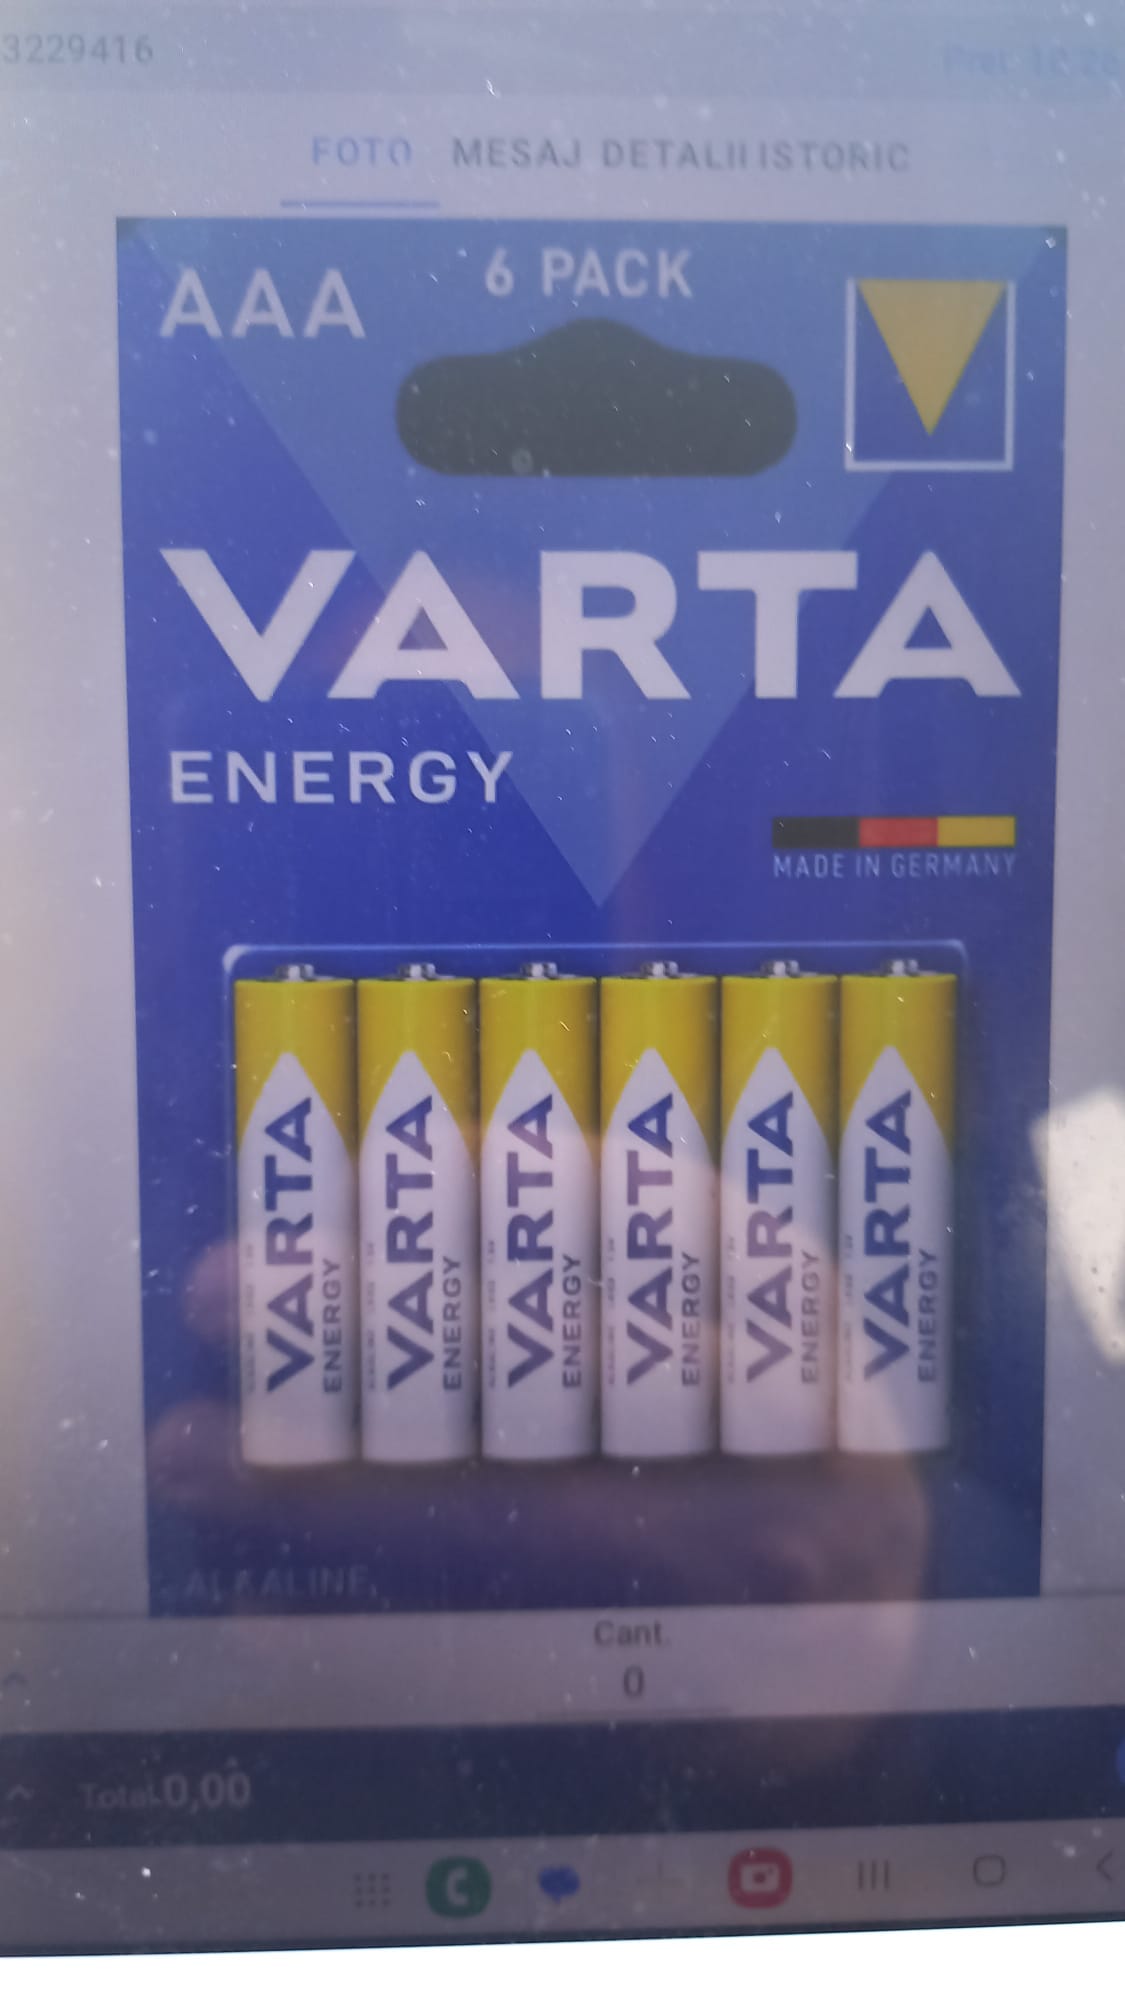 3229416
FOTO MESAJ DETALII ISTORIC
AAA
6 PACK
VARTA
ENERGY
MADE IN GERMANY
VARTA ENERGY
VARTA ENERGY
VARTA ENERGY
VARTA ENERGY
VARTA ENERGY
VARTA ENERGY
ALKALINE
Cant.
0
Total 0,00